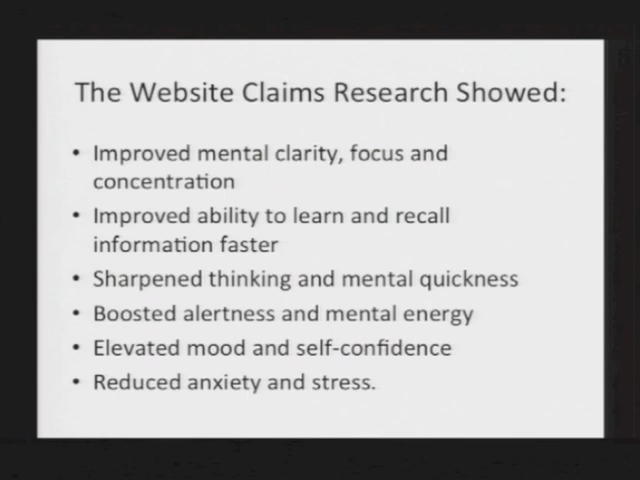 The Website Claims Research Showed:
• Improved mental clarity, focus and
concentration
• Improved ability to learn and recall
information faster
• Sharpened thinking and mental quickness
• Boosted alertness and mental energy
• Elevated mood and self-confidence
• Reduced anxiety and stress.